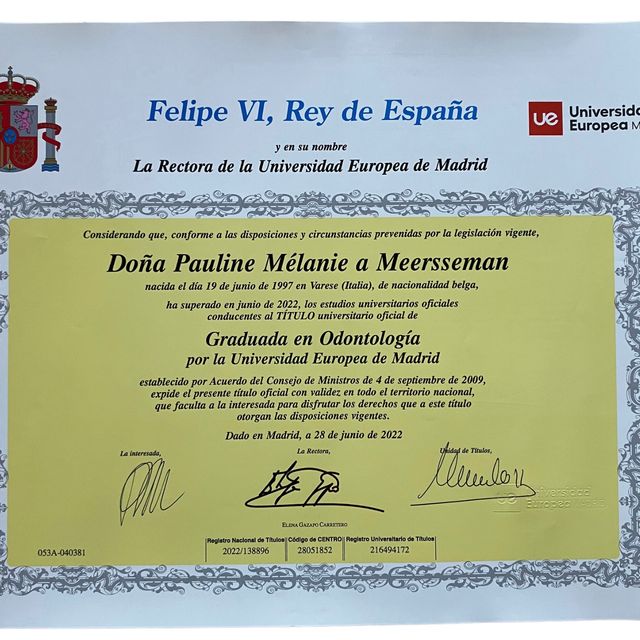 Felipe VI, Rey de España
ue Universida
Europea M
y en su nombre
La Rectora de la Universidad Europea de Madrid
Considerando que, conforme a las disposiciones y circunstancias prevenidas por la legislación vigente,
Doña Pauline Mélanie a Meersseman
nacida el día 19 de junio de 1997 en Varese (Italia), de nacionalidad belga,
ha superado en junio de 2022, los estudios universitarios oficiales
conducentes al TÍTULO universitario oficial de
Graduada en Odontología
por la Universidad Europea de Madrid
establecido por Acuerdo del Consejo de Ministros de 4 de septiembre de 2009,
expide el presente título oficial con validez en todo el territorio nacional,
que faculta a la interesada para disfrutar los derechos que a este título
otorgan las disposiciones vigentes.
Dado en Madrid, a 28 de junio de 2022
La interesada, La Rectora, Unidad de Títulos,
Universidad
Europea
ELENA GAZAPO CARRETERO
Registro Nacional de Títulos Código de CENTRO Registro Universitario de Títulos
053A-040381 2022/138896 28051852 216494172